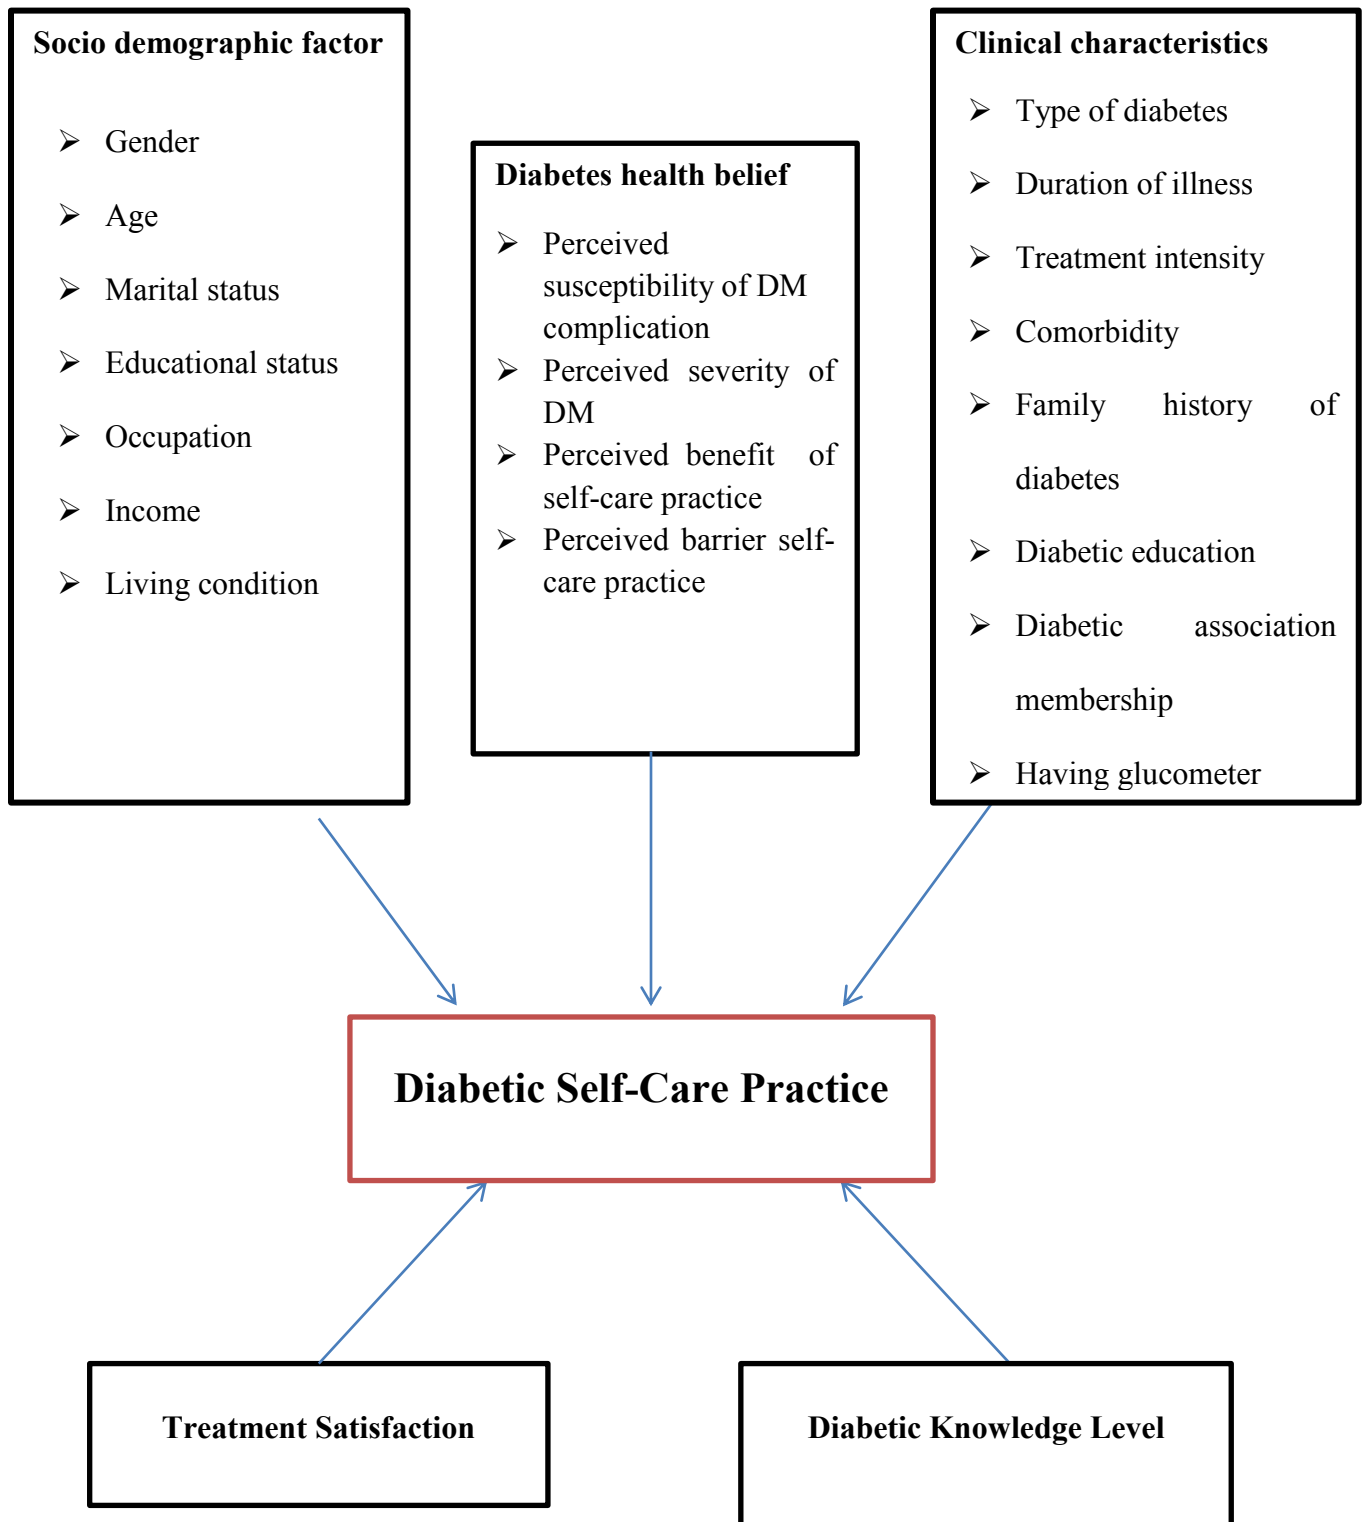 Socio demographic factor
➢ Gender
➢ Age
➢ Marital status
➢ Educational status
➢ Occupation
➢ Income
➢ Living condition
Diabetes health belief
➢ Perceived
susceptibility of DM
complication
➢ Perceived severity of
DM
➢ Perceived benefit of
self-care practice
➢ Perceived barrier self-
care practice
Clinical characteristics
➢ Type of diabetes
➢ Duration of illness
➢ Treatment intensity
➢ Comorbidity
➢ Family history of
diabetes
➢ Diabetic education
➢ Diabetic association
membership
➢ Having glucometer
Diabetic Self-Care Practice
Treatment Satisfaction
Diabetic Knowledge Level